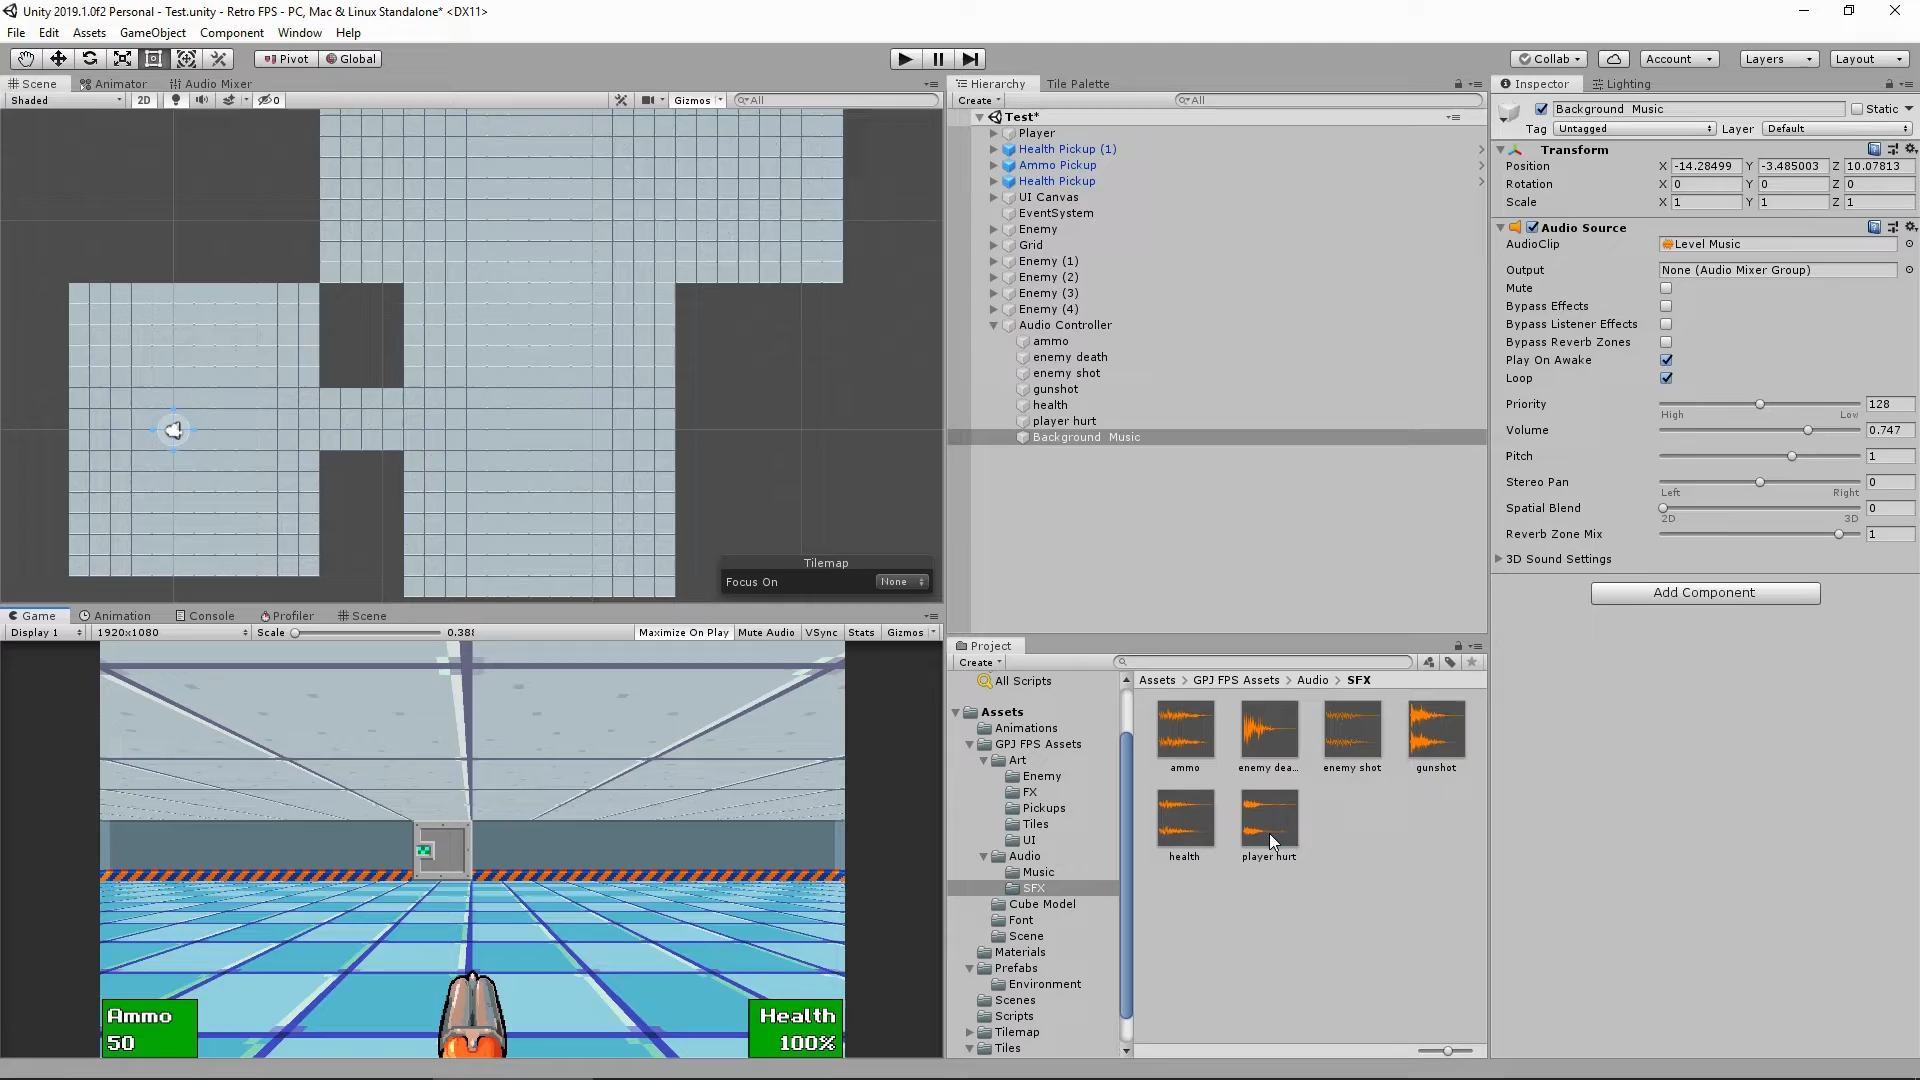 Unity 2019.1.0f2 Personal - Test.unity - Retro FPS - PC, Mac & Linux Standalone* <DX11>
File Edit Assets GameObject Component Window Help
Pivot Global Collab Account Layers Layout
Scene Animator Audio Mixer
Shaded 2D 0 Gizmos All
Tilemap
Focus On None
Game Animation Console Profiler Scene
Display 1 1920x1080 Scale 0.388 Maximize On Play Mute Audio VSync Stats Gizmos
Ammo
50
Health
100%
Hierarchy Tile Palette
Create All
Test*
Player
Health Pickup (1)
Ammo Pickup
Health Pickup
UI Canvas
EventSystem
Enemy
Grid
Enemy (1)
Enemy (2)
Enemy (3)
Enemy (4)
Audio Controller
ammo
enemy death
enemy shot
gunshot
health
player hurt
Background Music
Project
Create
All Scripts
Assets
Animations
GPJ FPS Assets
Art
Enemy
FX
Pickups
Tiles
UI
Audio
Music
SFX
Cube Model
Font
Scene
Materials
Prefabs
Environment
Scenes
Scripts
Tilemap
Tiles
Assets > GPJ FPS Assets > Audio > SFX
ammo enemy dea... enemy shot gunshot
health player hurt
Inspector Lighting
Background Music Static
Tag Untagged Layer Default
Transform
Position X -14.28499 Y -3.485003 Z 10.07813
Rotation X 0 Y 0 Z 0
Scale X 1 Y 1 Z 1
Audio Source
AudioClip Level Music
Output None (Audio Mixer Group)
Mute
Bypass Effects
Bypass Listener Effects
Bypass Reverb Zones
Play On Awake
Loop
Priority 128
High Low
Volume 0.747
Pitch 1
Stereo Pan 0
Left Right
Spatial Blend 0
2D 3D
Reverb Zone Mix 1
3D Sound Settings
Add Component